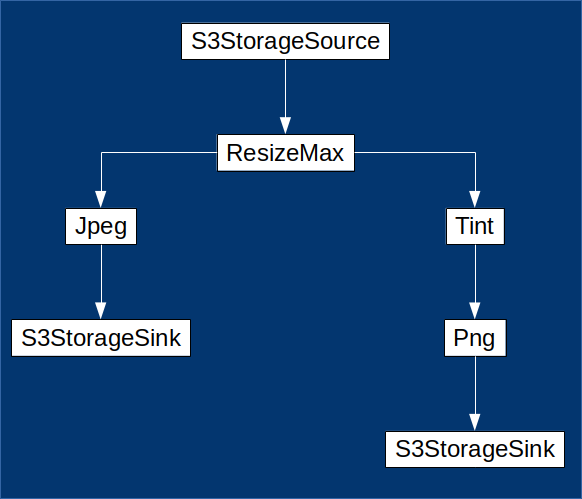 S3StorageSource
ResizeMax
Jpeg
Tint
S3StorageSink
Png
S3StorageSink